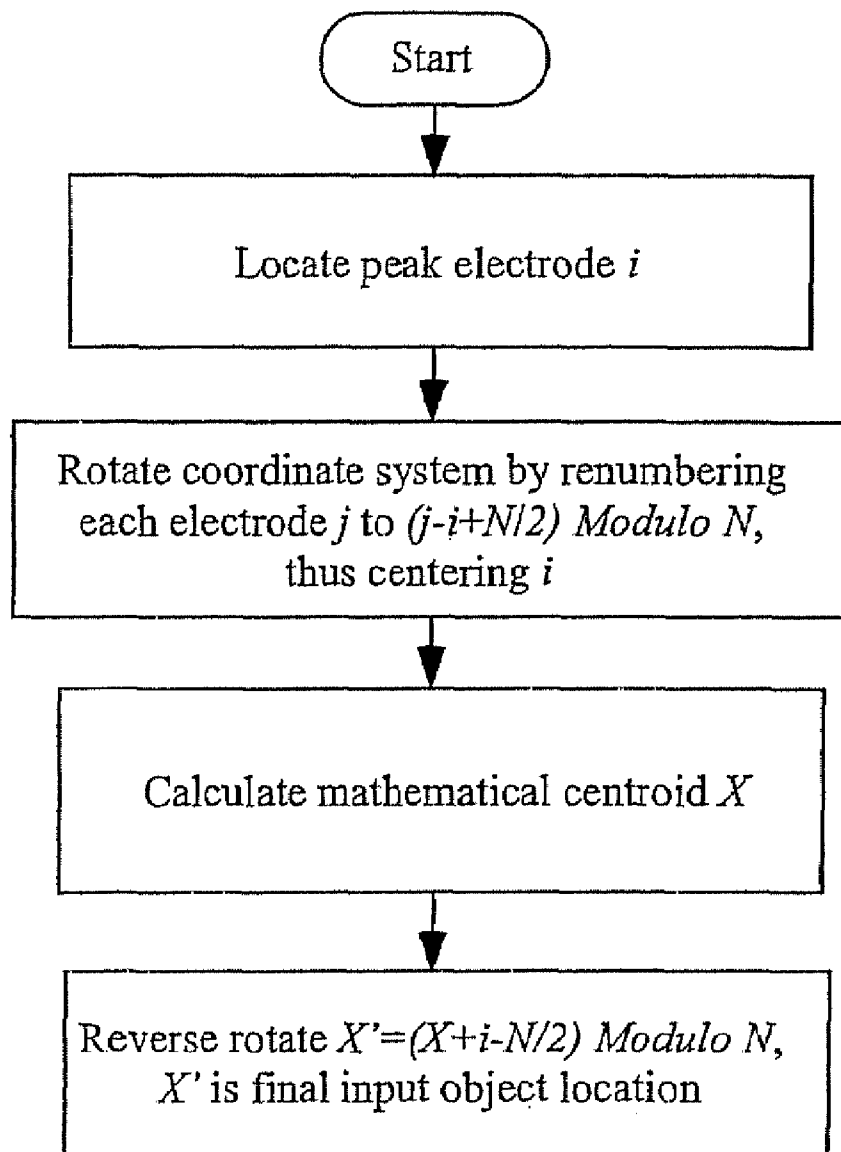 Start
Locate peak electrode i
Rotate coordinate system by renumbering
each electrode j to (j-i+N/2) Modulo N,
thus centering i
Calculate mathematical centroid X
Reverse rotate X'=(X+i-N/2) Modulo N,
X' is final input object location